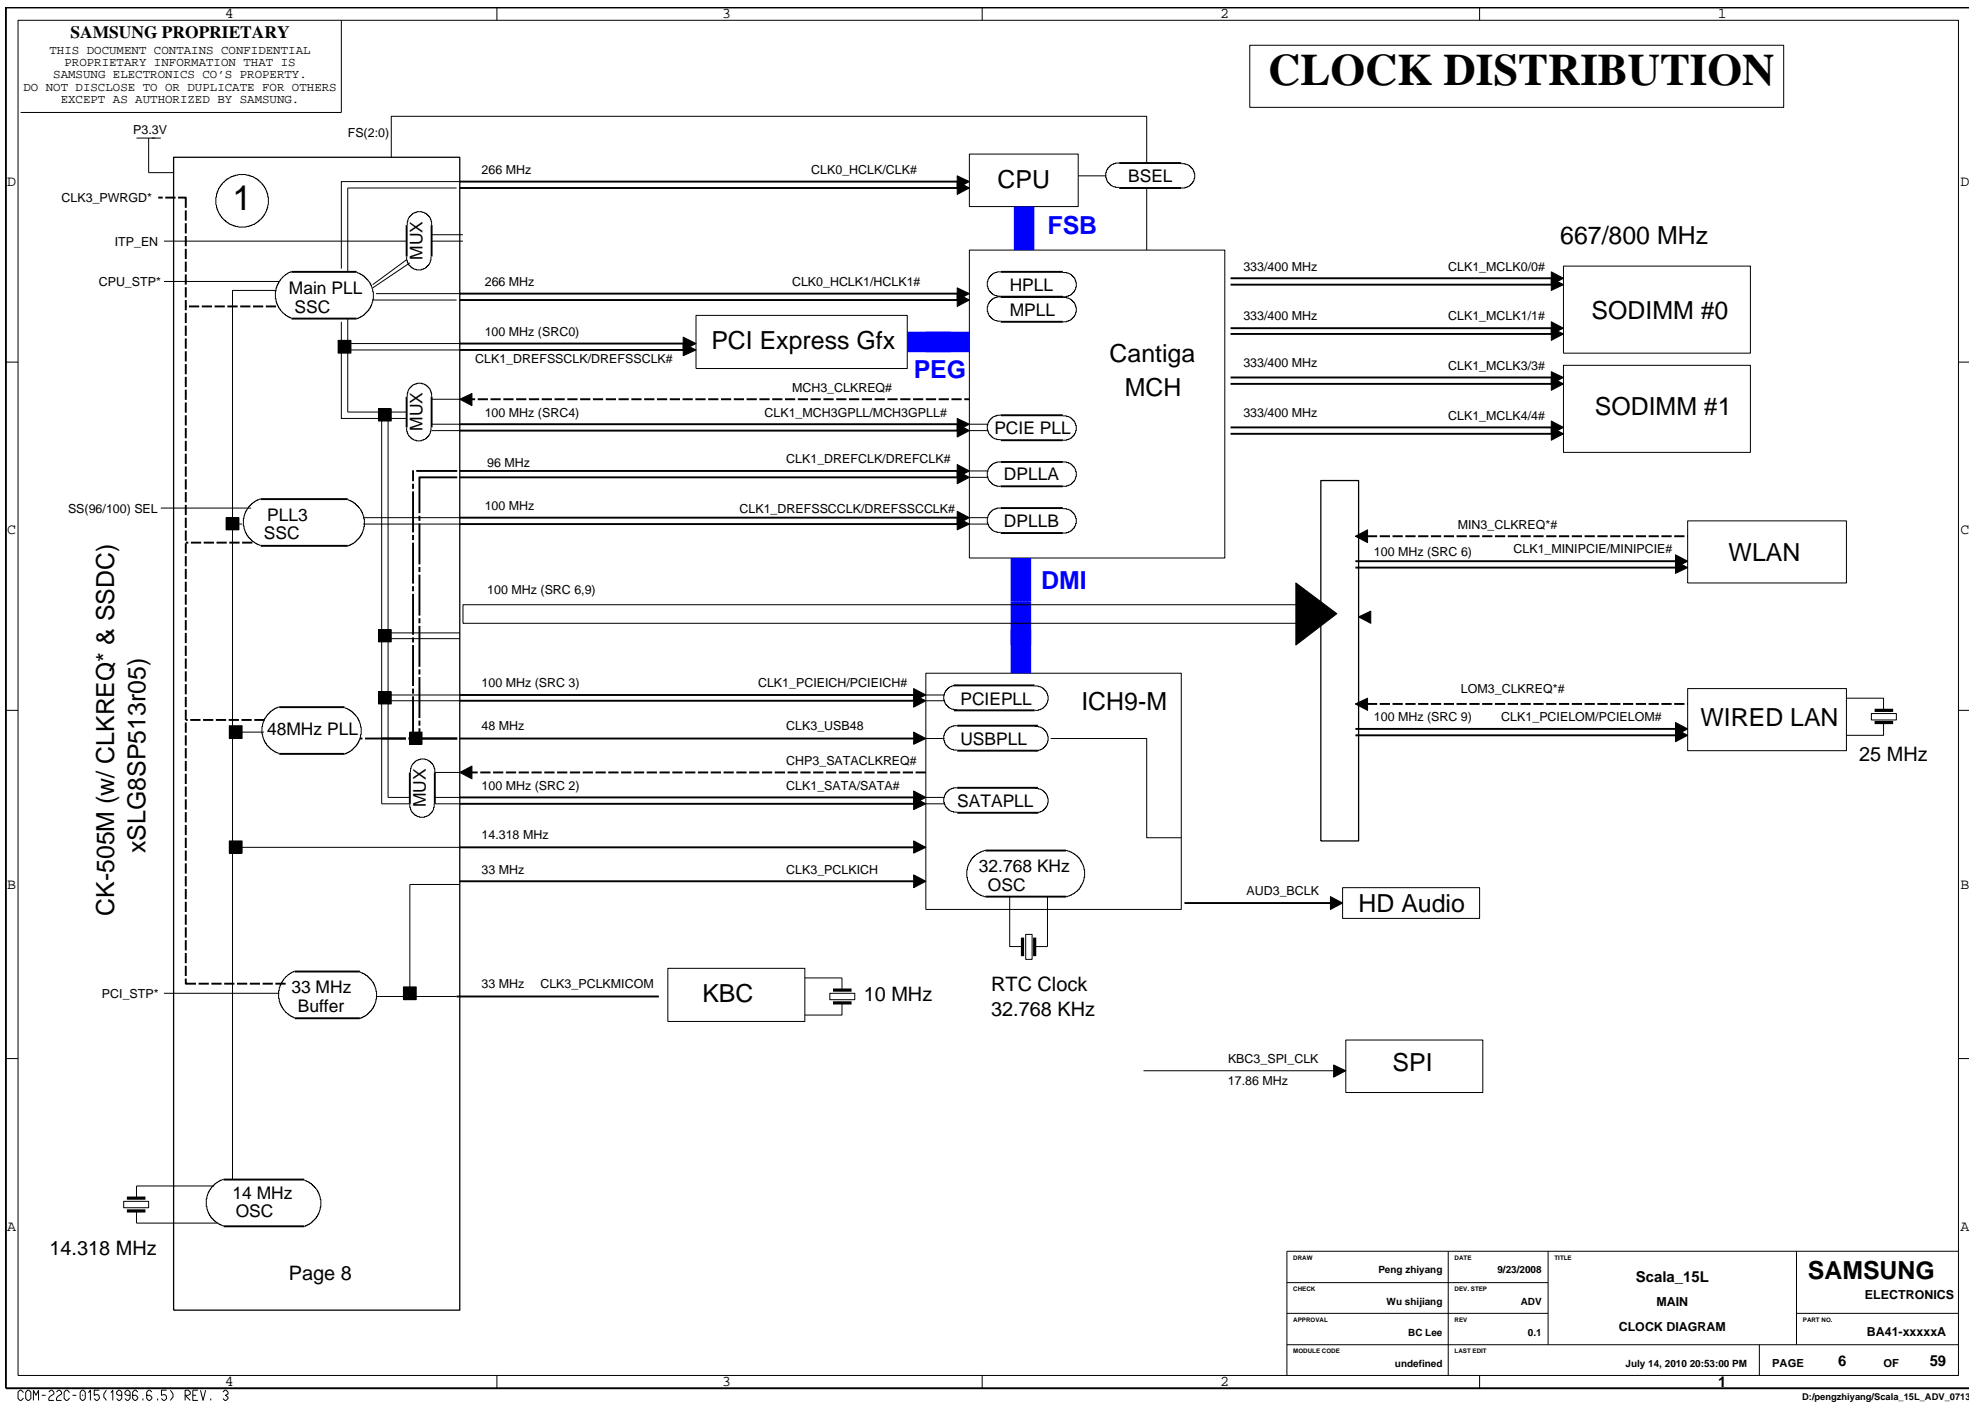 4
3
2
1
SAMSUNG PROPRIETARY
THIS DOCUMENT CONTAINS CONFIDENTIAL
PROPRIETARY INFORMATION THAT IS
SAMSUNG ELECTRONICS CO'S PROPERTY.
DO NOT DISCLOSE TO OR DUPLICATE FOR OTHERS
EXCEPT AS AUTHORIZED BY SAMSUNG.
CLOCK DISTRIBUTION
P3.3V
FS(2:0)
D
D
1
266 MHz
CLK0_HCLK/CLK#
CPU
BSEL
CLK3_PWRGD*
FSB
ITP_EN
MUX
667/800 MHz
CPU_STP*
Main PLL
SSC
266 MHz
CLK0_HCLK1/HCLK1#
HPLL
MPLL
333/400 MHz
CLK1_MCLK0/0#
SODIMM #0
333/400 MHz
CLK1_MCLK1/1#
100 MHz (SRC0)
CLK1_DREFSSCLK/DREFSSCLK#
PCI Express Gfx
PEG
Cantiga
MCH
333/400 MHz
CLK1_MCLK3/3#
SODIMM #1
333/400 MHz
CLK1_MCLK4/4#
MUX
MCH3_CLKREQ#
100 MHz (SRC4)
CLK1_MCH3GPLL/MCH3GPLL#
PCIE PLL
96 MHz
CLK1_DREFCLK/DREFCLK#
DPLLA
SS(96/100) SEL
PLL3
SSC
100 MHz
CLK1_DREFSSCCLK/DREFSSCCLK#
DPLLB
C
C
MIN3_CLKREQ*#
100 MHz (SRC 6)
CLK1_MINIPCIE/MINIPCIE#
WLAN
DMI
100 MHz (SRC 6,9)
CK-505M (w/ CLKREQ* & SSDC)
xSLG8SP513r05)
100 MHz (SRC 3)
CLK1_PCIEICH/PCIEICH#
PCIEPLL
ICH9-M
LOM3_CLKREQ*#
100 MHz (SRC 9)
CLK1_PCIELOM/PCIELOM#
WIRED LAN
25 MHz
48MHz PLL
48 MHz
CLK3_USB48
USBPLL
MUX
CHP3_SATACLKREQ#
100 MHz (SRC 2)
CLK1_SATA/SATA#
SATAPLL
14.318 MHz
33 MHz
CLK3_PCLKICH
32.768 KHz
OSC
B
B
AUD3_BCLK
HD Audio
PCI_STP*
33 MHz
Buffer
33 MHz
CLK3_PCLKMICOM
KBC
10 MHz
RTC Clock
32.768 KHz
KBC3_SPI_CLK
17.86 MHz
SPI
14 MHz
OSC
14.318 MHz
A
A
Page 8
DRAW
Peng zhiyang
DATE
9/23/2008
TITLE
Scala_15L
MAIN
CLOCK DIAGRAM
SAMSUNG
ELECTRONICS
CHECK
Wu shijiang
DEV. STEP
ADV
APPROVAL
BC Lee
REV
0.1
PART NO.
BA41-xxxxxA
MODULE CODE
undefined
LAST EDIT
July 14, 2010 20:53:00 PM
PAGE 6 OF 59
4
3
2
1
COM-22C-015(1996.6.5) REV. 3
D:/pengzhiyang/Scala_15L_ADV_0713